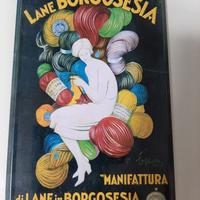 LANE BORGOSESIA
"MANIFATTURA
di LANE in BORGOSESIA